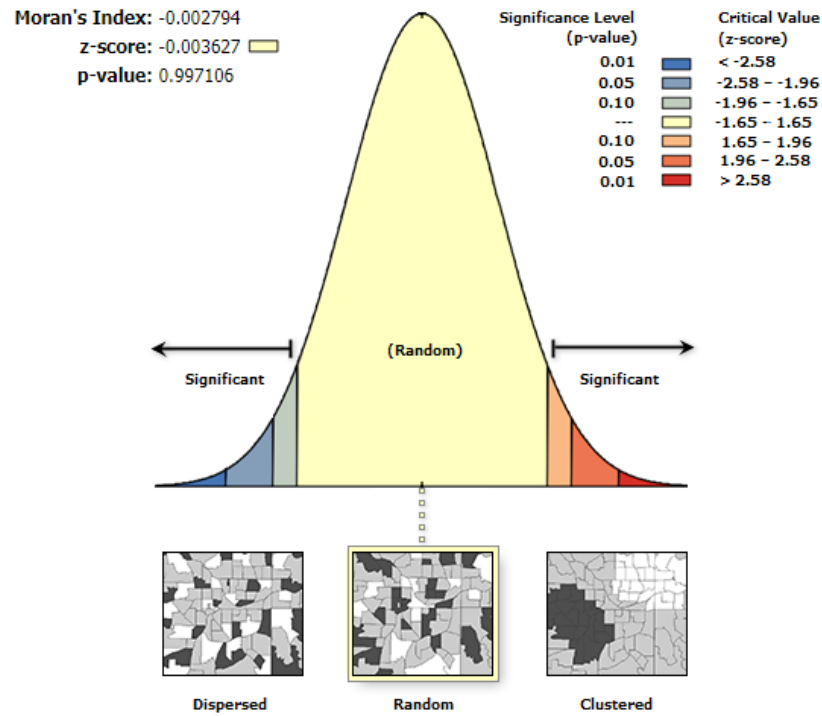 Moran's Index: -0.002794
z-score: -0.003627
p-value: 0.997106
Significance Level
(p-value)
Critical Value
(z-score)
0.01 < -2.58
0.05 -2.58 – -1.96
0.10 -1.96 – -1.65
--- -1.65 – 1.65
0.10 1.65 – 1.96
0.05 1.96 – 2.58
0.01 > 2.58
(Random)
Significant Significant
Dispersed Random Clustered